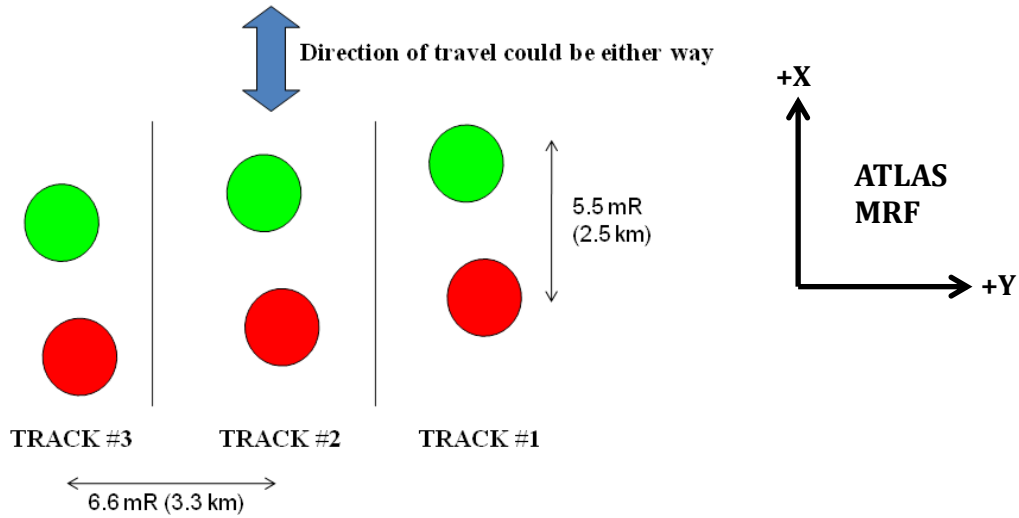 Direction of travel could be either way
+X
ATLAS
MRF
5.5 mR
(2.5 km)
+Y
TRACK #3
TRACK #2
TRACK #1
6.6 mR (3.3 km)